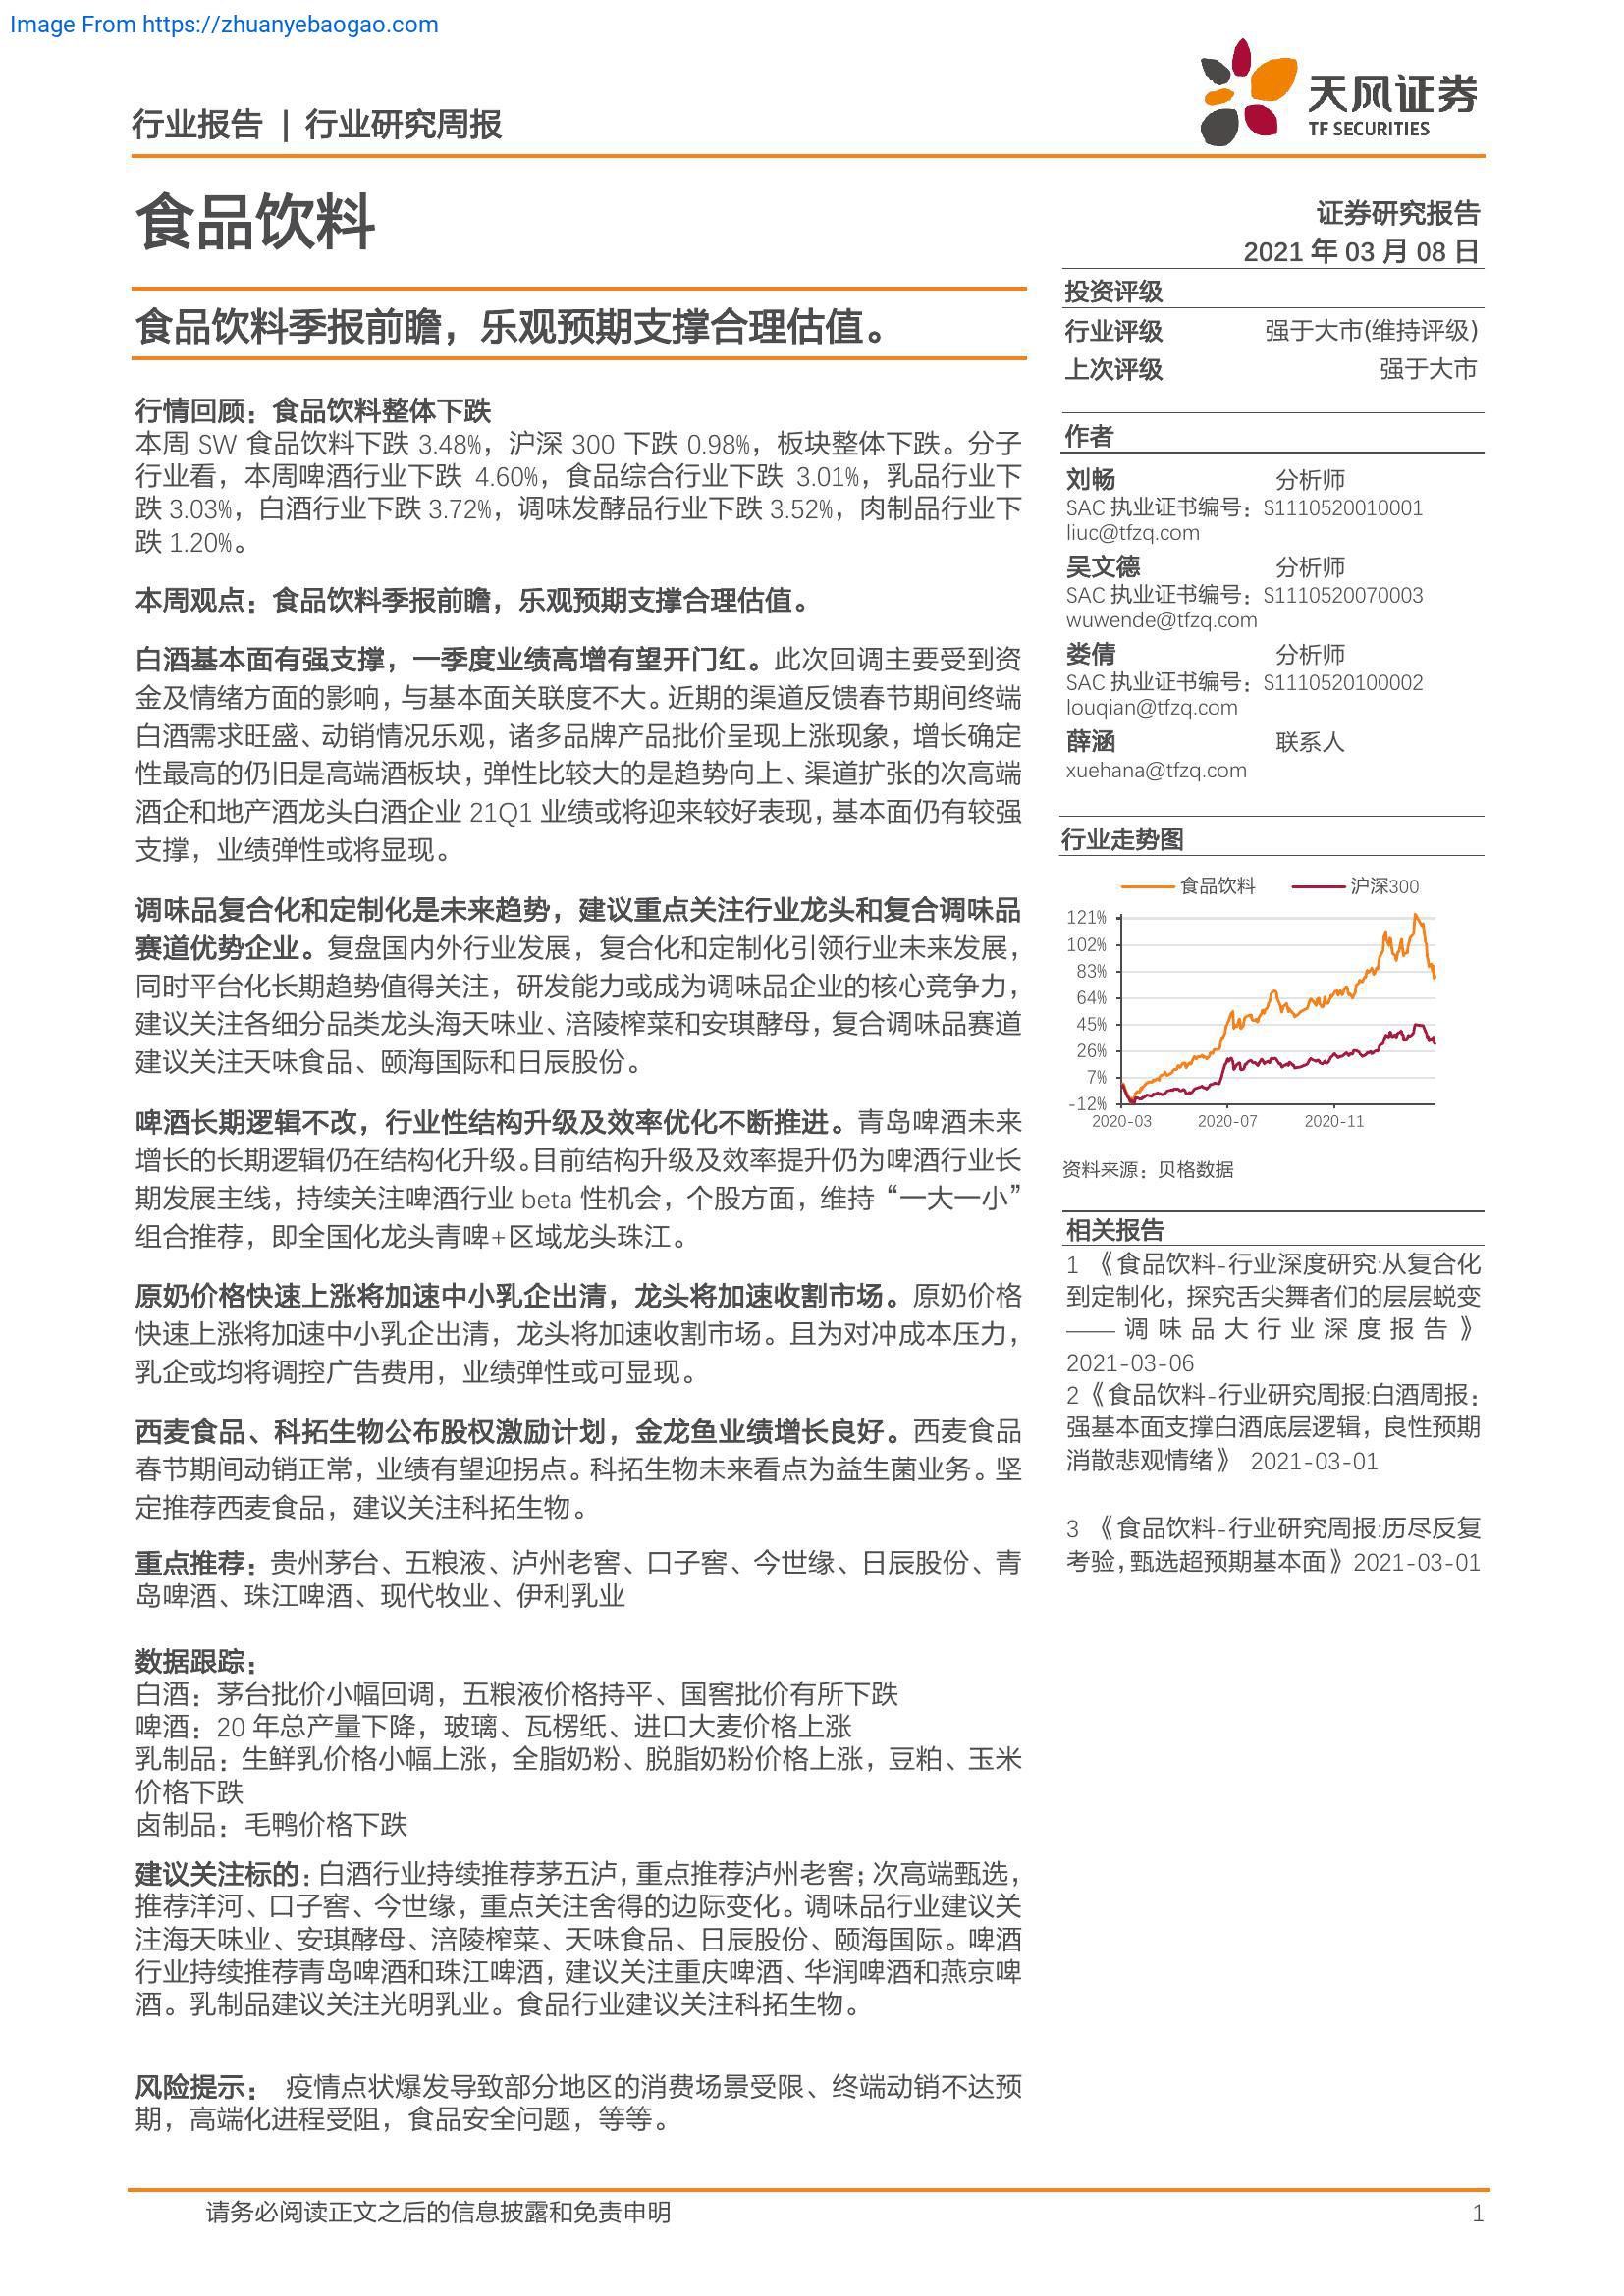 Image From https://zhuanyebaogao.com
行业报告 | 行业研究周报
天风证券
TF SECURITIES
食品饮料
证券研究报告
2021 年 03 月 08 日
食品饮料季报前瞻，乐观预期支撑合理估值。
行情回顾：食品饮料整体下跌
本周 SW 食品饮料下跌 3.48%，沪深 300 下跌 0.98%，板块整体下跌。分子
行业看，本周啤酒行业下跌 4.60%，食品综合行业下跌 3.01%，乳品行业下
跌 3.03%，白酒行业下跌 3.72%，调味发酵品行业下跌 3.52%，肉制品行业下
跌 1.20%。
本周观点：食品饮料季报前瞻，乐观预期支撑合理估值。
白酒基本面有强支撑，一季度业绩高增有望开门红。此次回调主要受到资
金及情绪方面的影响，与基本面关联度不大。近期的渠道反馈春节期间终端
白酒需求旺盛、动销情况乐观，诸多品牌产品批价呈现上涨现象，增长确定
性最高的仍旧是高端酒板块，弹性比较大的是趋势向上、渠道扩张的次高端
酒企和地产酒龙头白酒企业 21Q1 业绩或将迎来较好表现，基本面仍有较强
支撑，业绩弹性或将显现。
调味品复合化和定制化是未来趋势，建议重点关注行业龙头和复合调味品
赛道优势企业。复盘国内外行业发展，复合化和定制化引领行业未来发展，
同时平台化长期趋势值得关注，研发能力或成为调味品企业的核心竞争力，
建议关注各细分品类龙头海天味业、涪陵榨菜和安琪酵母，复合调味品赛道
建议关注天味食品、颐海国际和日辰股份。
啤酒长期逻辑不改，行业性结构升级及效率优化不断推进。青岛啤酒未来
增长的长期逻辑仍在结构化升级。目前结构升级及效率提升仍为啤酒行业长
期发展主线，持续关注啤酒行业 beta 性机会，个股方面，维持“一大一小”
组合推荐，即全国化龙头青啤+区域龙头珠江。
原奶价格快速上涨将加速中小乳企出清，龙头将加速收割市场。原奶价格
快速上涨将加速中小乳企出清，龙头将加速收割市场。且为对冲成本压力，
乳企或均将调控广告费用，业绩弹性或可显现。
西麦食品、科拓生物公布股权激励计划，金龙鱼业绩增长良好。西麦食品
春节期间动销正常，业绩有望迎拐点。科拓生物未来看点为益生菌业务。坚
定推荐西麦食品，建议关注科拓生物。
重点推荐：贵州茅台、五粮液、泸州老窖、口子窖、今世缘、日辰股份、青
岛啤酒、珠江啤酒、现代牧业、伊利乳业
数据跟踪：
白酒：茅台批价小幅回调，五粮液价格持平、国窖批价有所下跌
啤酒：20 年总产量下降，玻璃、瓦楞纸、进口大麦价格上涨
乳制品：生鲜乳价格小幅上涨，全脂奶粉、脱脂奶粉价格上涨，豆粕、玉米
价格下跌
卤制品：毛鸭价格下跌
建议关注标的：白酒行业持续推荐茅五泸，重点推荐泸州老窖；次高端甄选，
推荐洋河、口子窖、今世缘，重点关注舍得的边际变化。调味品行业建议关
注海天味业、安琪酵母、涪陵榨菜、天味食品、日辰股份、颐海国际。啤酒
行业持续推荐青岛啤酒和珠江啤酒，建议关注重庆啤酒、华润啤酒和燕京啤
酒。乳制品建议关注光明乳业。食品行业建议关注科拓生物。
风险提示： 疫情点状爆发导致部分地区的消费场景受限、终端动销不达预
期，高端化进程受阻，食品安全问题，等等。
投资评级
行业评级 强于大市(维持评级)
上次评级 强于大市
作者
刘畅 分析师
SAC 执业证书编号：S1110520010001
liuc@tfzq.com
吴文德 分析师
SAC 执业证书编号：S1110520070003
wuwende@tfzq.com
娄倩 分析师
SAC 执业证书编号：S1110520100002
louqian@tfzq.com
薛涵 联系人
xuehana@tfzq.com
行业走势图
食品饮料 沪深300
121%
102%
83%
64%
45%
26%
7%
-12%
2020-03 2020-07 2020-11
资料来源：贝格数据
相关报告
1 《食品饮料-行业深度研究:从复合化
到定制化，探究舌尖舞者们的层层蜕变
——调味品大行业深度报告》
2021-03-06
2《食品饮料-行业研究周报:白酒周报：
强基本面支撑白酒底层逻辑，良性预期
消散悲观情绪》 2021-03-01
3 《食品饮料-行业研究周报:历尽反复
考验,甄选超预期基本面》2021-03-01
请务必阅读正文之后的信息披露和免责申明 1